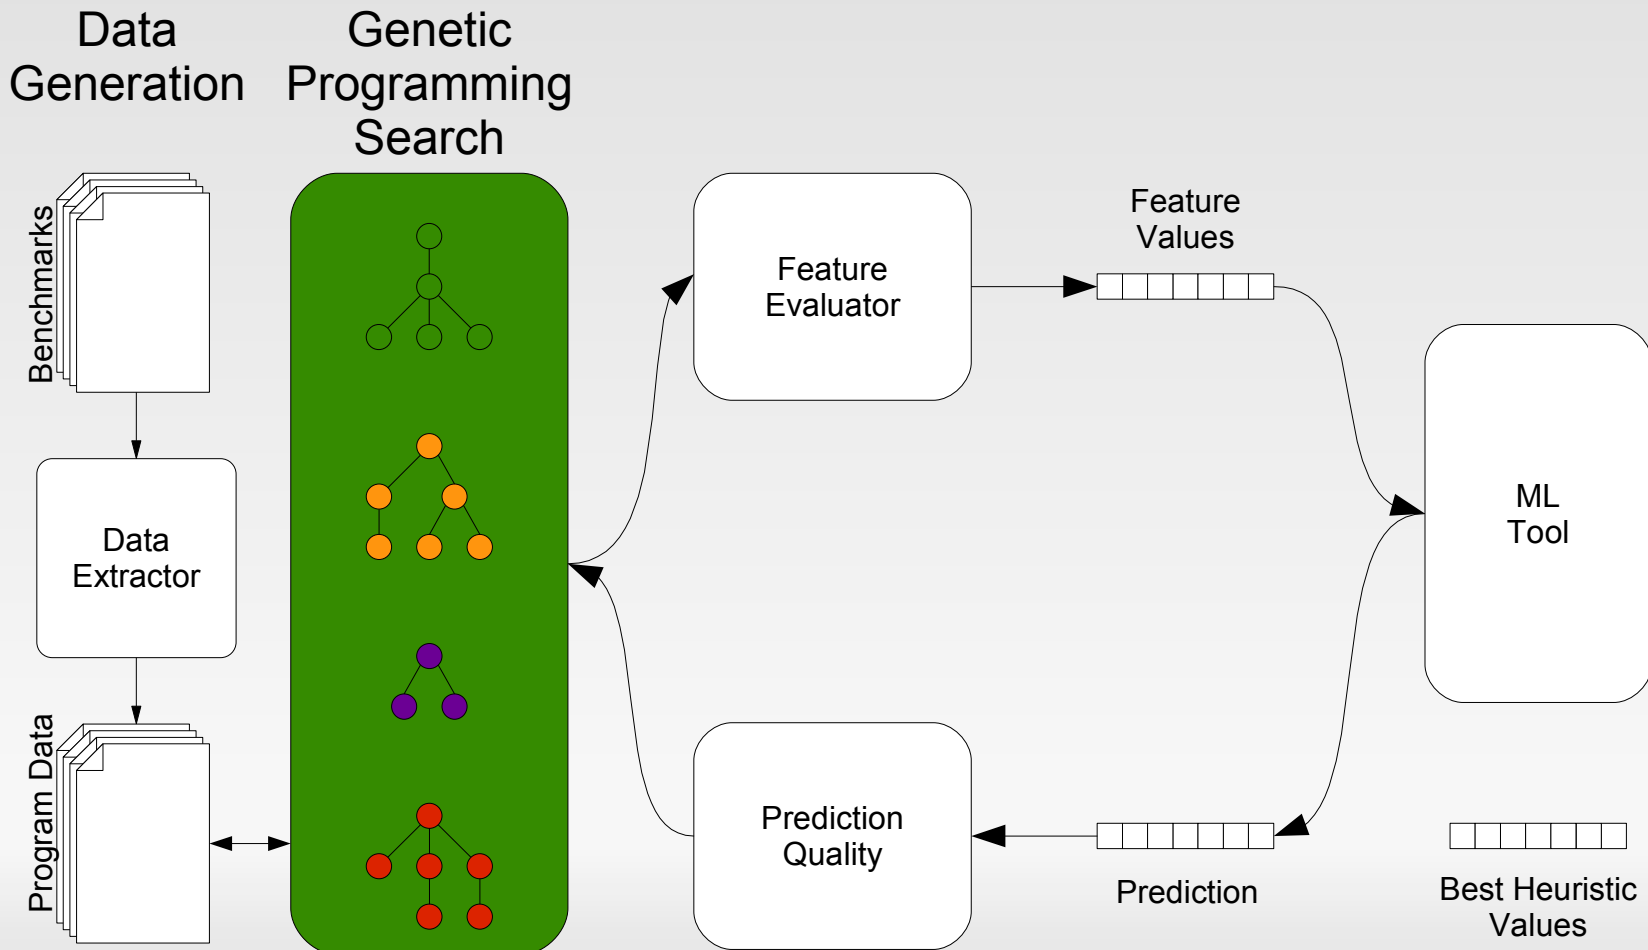 Data
Generation
Genetic
Programming
Search
Benchmarks
Data
Extractor
Program Data
Feature
Evaluator
Feature
Values
ML
Tool
Prediction
Quality
Prediction
Best Heuristic
Values